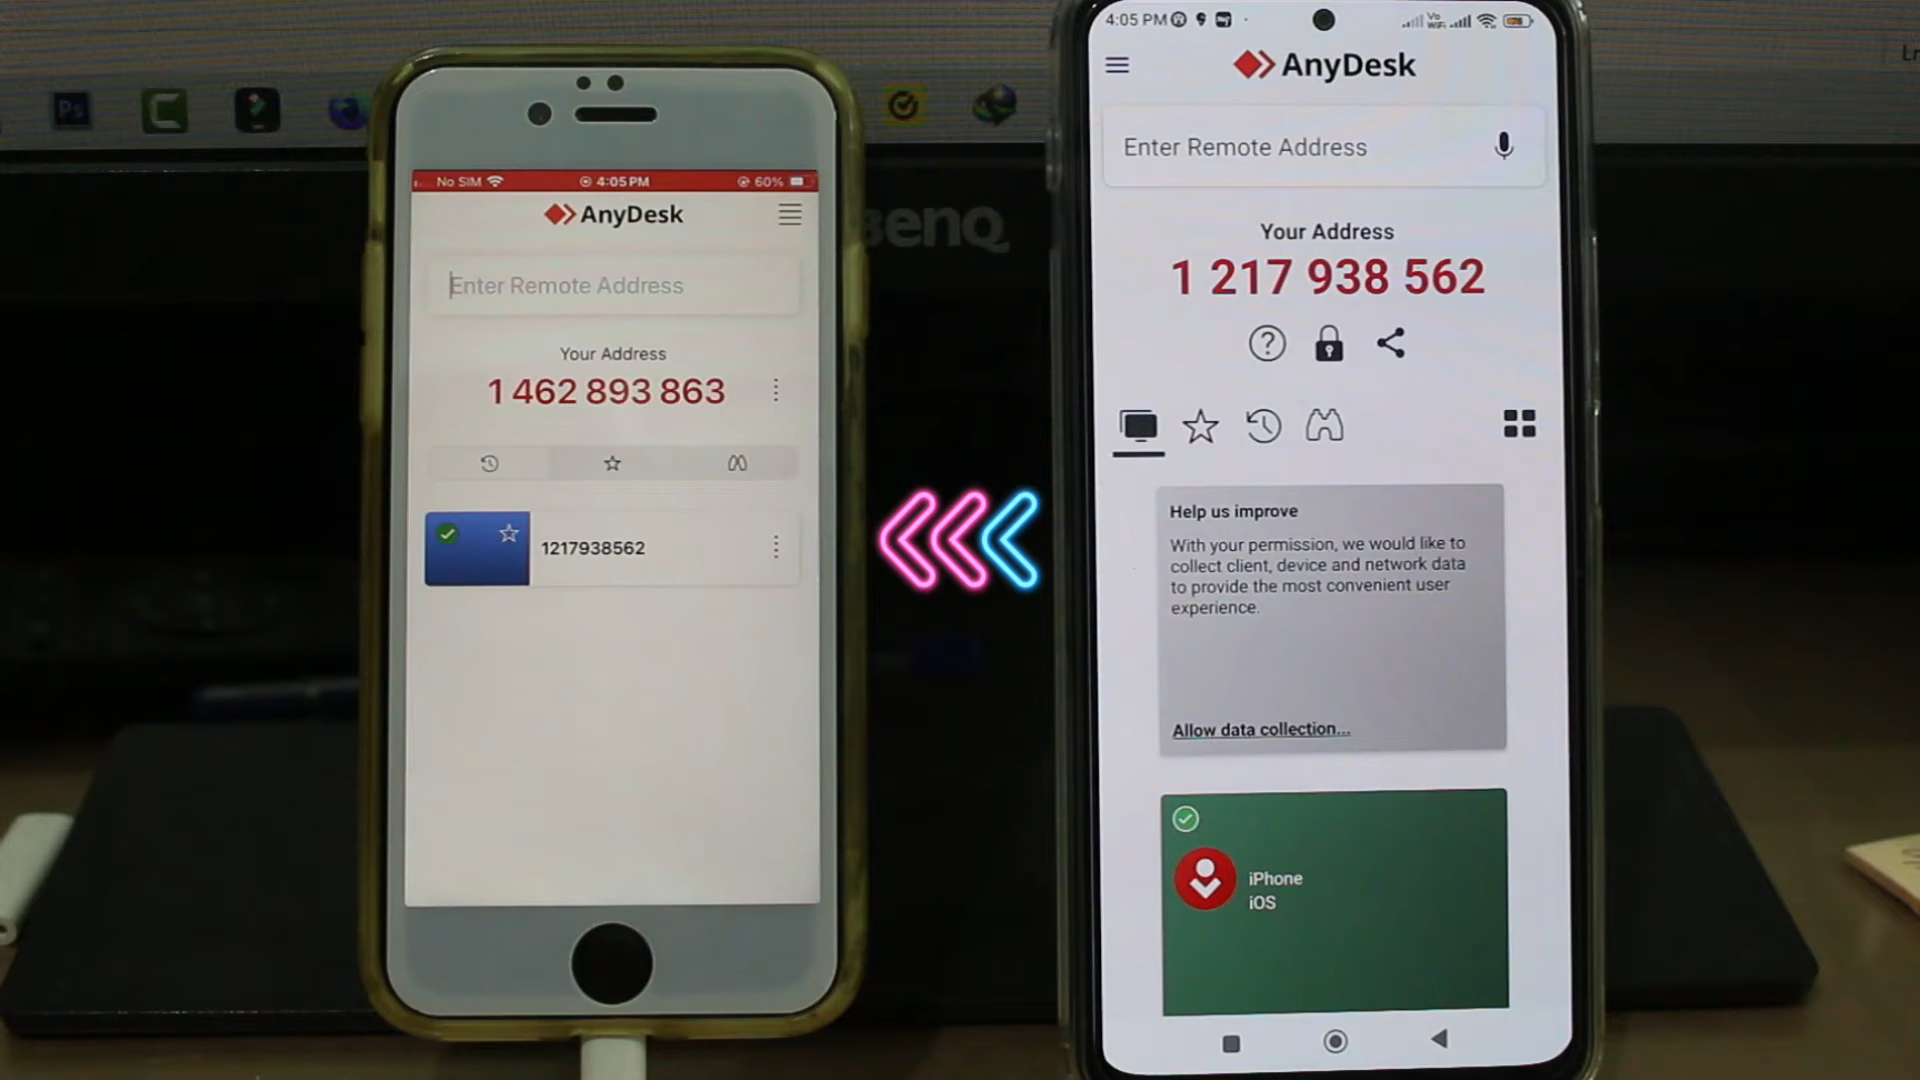 Ps
BenQ
No SIM
4:05 PM
60%
AnyDesk
Enter Remote Address
Your Address
1 462 893 863
1217938562
4:05 PM
Vo
WiFi
AnyDesk
Enter Remote Address
Your Address
1 217 938 562
Help us improve
With your permission, we would like to
collect client, device and network data
to provide the most convenient user
experience.
Allow data collection...
iPhone
iOS